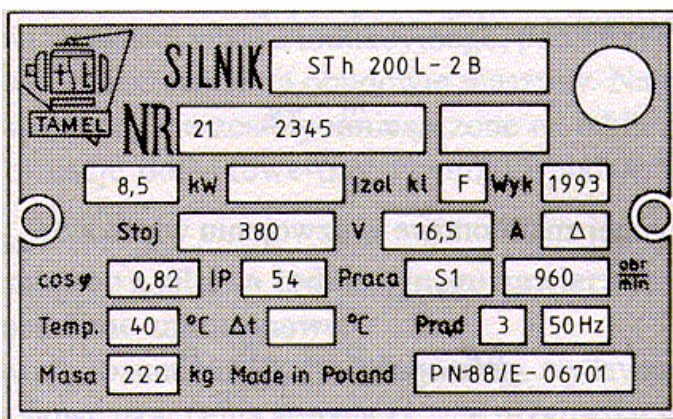 SILNIK STh 200L-2B
TAMEL NR 21 2345
8,5 kW Izol kl F Wyk 1993
Stoj 380 V 16,5 A Δ
cosφ 0,82 IP 54 Praca S1 960 obr/min
Temp. 40 °C Δt °C Prąd 3 50 Hz
Masa 222 kg Made in Poland PN-88/E-06701